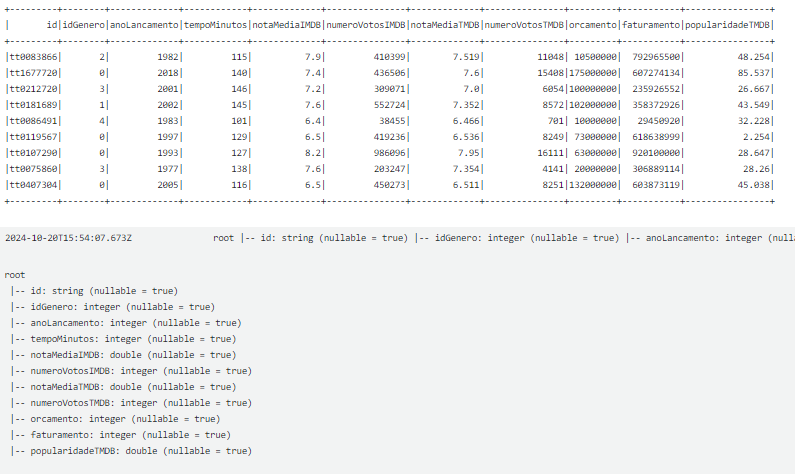 +---------+--------+-------------+------------+-------------+---------------+-------------+---------------+---------+-----------+----------------+
|       id|idGenero|anoLancamento|tempoMinutos|notaMediaIMDB|numeroVotosIMDB|notaMediaTMDB|numeroVotosTMDB|orcamento|faturamento|popularidadeTMDB|
+---------+--------+-------------+------------+-------------+---------------+-------------+---------------+---------+-----------+----------------+
|tt0083866|       2|         1982|         115|          7.9|         410399|        7.519|          11048| 10500000|  792965500|          48.254|
|tt1677720|       0|         2018|         140|          7.4|         436506|          7.6|          15408|175000000|  607274134|          85.537|
|tt0212720|       3|         2001|         146|          7.2|         309071|          7.0|           6054|100000000|  235926552|          26.667|
|tt0181689|       1|         2002|         145|          7.6|         552724|        7.352|           8572|102000000|  358372926|          43.549|
|tt0086491|       4|         1983|         101|          6.4|          38455|        6.466|            701| 10000000|   29450920|          32.228|
|tt0119567|       0|         1997|         129|          6.5|         419236|        6.536|           8249| 73000000|  618638999|           2.254|
|tt0107290|       0|         1993|         127|          8.2|         986096|         7.95|          16111| 63000000|  920100000|          28.647|
|tt0075860|       3|         1977|         138|          7.6|         203247|        7.354|           4141| 20000000|  306889114|           28.26|
|tt0407304|       0|         2005|         116|          6.5|         450273|        6.511|           8251|132000000|  603873119|          45.038|
+---------+--------+-------------+------------+-------------+---------------+-------------+---------------+---------+-----------+----------------+
2024-10-20T15:54:07.673Z root |-- id: string (nullable = true) |-- idGenero: integer (nullable = true) |-- anoLancamento: integer (null
root
|-- id: string (nullable = true)
|-- idGenero: integer (nullable = true)
|-- anoLancamento: integer (nullable = true)
|-- tempoMinutos: integer (nullable = true)
|-- notaMediaIMDB: double (nullable = true)
|-- numeroVotosIMDB: integer (nullable = true)
|-- notaMediaTMDB: double (nullable = true)
|-- numeroVotosTMDB: integer (nullable = true)
|-- orcamento: integer (nullable = true)
|-- faturamento: integer (nullable = true)
|-- popularidadeTMDB: double (nullable = true)